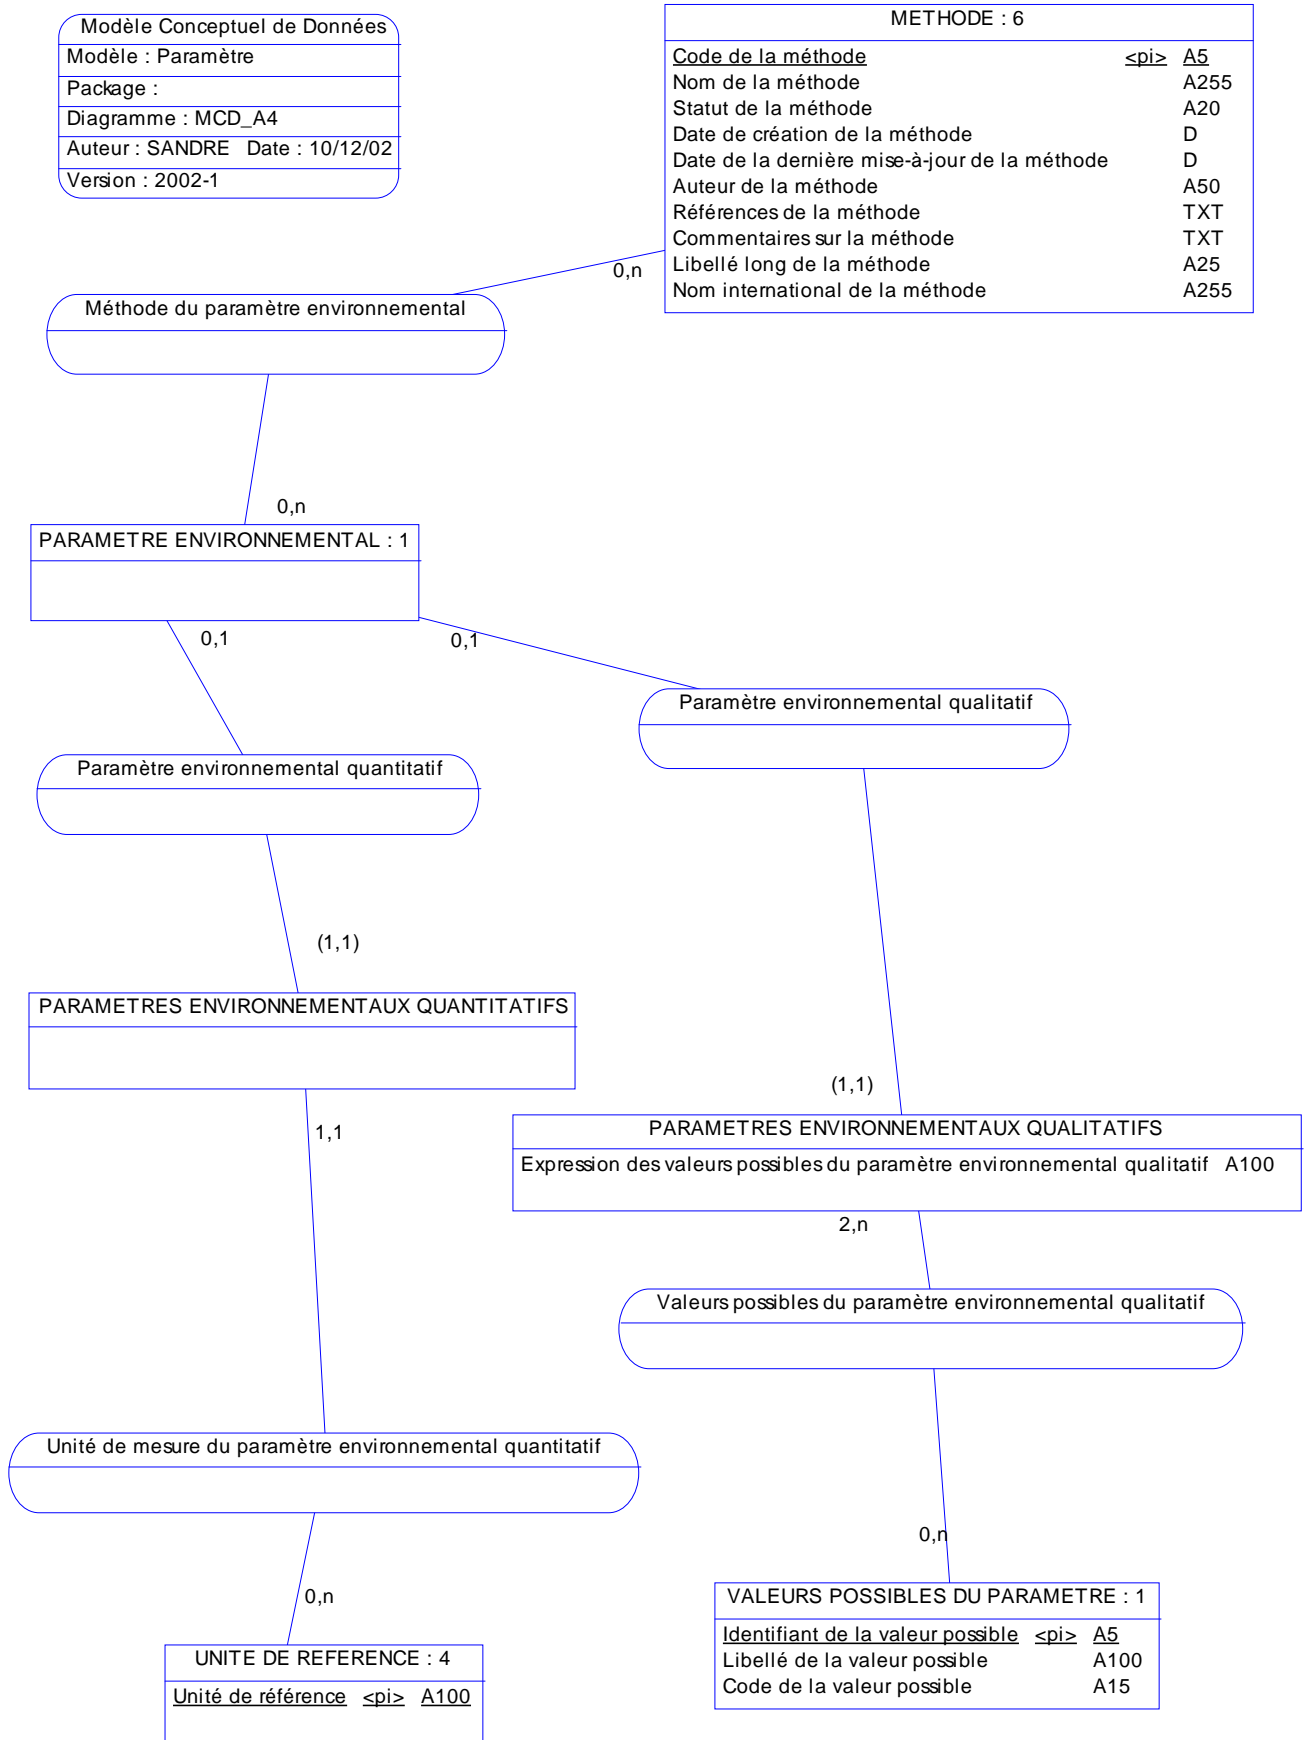 Modèle Conceptuel de Données
Modèle : Paramètre
Package :
Diagramme : MCD_A4
Auteur : SANDRE Date : 10/12/02
Version : 2002-1
METHODE : 6
Code de la méthode <pi> A5
Nom de la méthode A255
Statut de la méthode A20
Date de création de la méthode D
Date de la dernière mise-à-jour de la méthode D
Auteur de la méthode A50
Références de la méthode TXT
Commentaires sur la méthode TXT
Libellé long de la méthode A25
Nom international de la méthode A255
0,n
Méthode du paramètre environnemental
0,n
PARAMETRE ENVIRONNEMENTAL : 1
0,1
0,1
Paramètre environnemental qualitatif
Paramètre environnemental quantitatif
(1,1)
PARAMETRES ENVIRONNEMENTAUX QUANTITATIFS
(1,1)
1,1
PARAMETRES ENVIRONNEMENTAUX QUALITATIFS
Expression des valeurs possibles du paramètre environnemental qualitatif A100
2,n
Valeurs possibles du paramètre environnemental qualitatif
Unité de mesure du paramètre environnemental quantitatif
0,n
0,n
VALEURS POSSIBLES DU PARAMETRE : 1
Identifiant de la valeur possible <pi> A5
Libellé de la valeur possible A100
Code de la valeur possible A15
UNITE DE REFERENCE : 4
Unité de référence <pi> A100